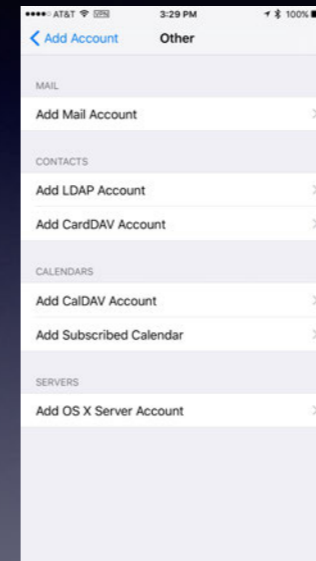 AT&T VPN 3:29 PM 100%
Add Account Other
MAIL
Add Mail Account
CONTACTS
Add LDAP Account
Add CardDAV Account
CALENDARS
Add CalDAV Account
Add Subscribed Calendar
SERVERS
Add OS X Server Account